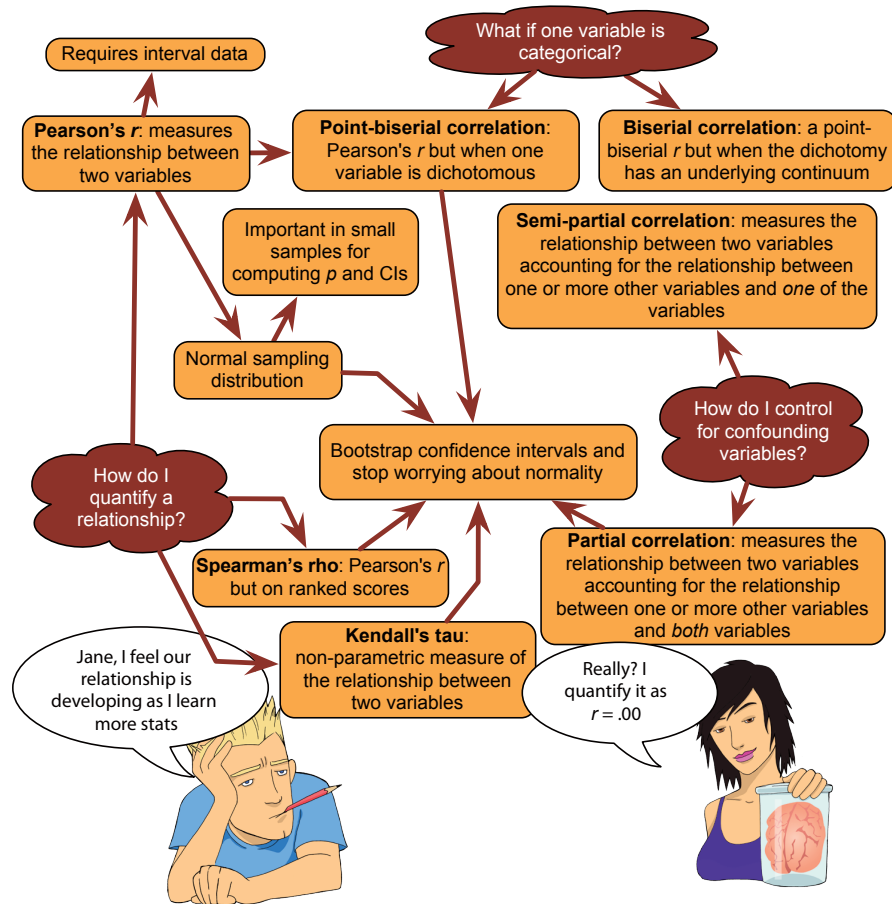 What if one variable is
categorical?
Requires interval data
Pearson's r: measures
the relationship between
two variables
Point-biserial correlation:
Pearson's r but when one
variable is dichotomous
Biserial correlation: a point-
biserial r but when the dichotomy
has an underlying continuum
Important in small
samples for
computing p and CIs
Semi-partial correlation: measures the
relationship between two variables
accounting for the relationship between
one or more other variables and one of the
variables
Normal sampling
distribution
How do I control
for confounding
variables?
Bootstrap confidence intervals and
stop worrying about normality
How do I
quantify a
relationship?
Spearman's rho: Pearson's r
but on ranked scores
Partial correlation: measures the
relationship between two variables
accounting for the relationship
between one or more other variables
and both variables
Kendall's tau:
non-parametric measure of
the relationship between
two variables
Jane, I feel our
relationship is
developing as I learn
more stats
Really? I
quantify it as
r = .00